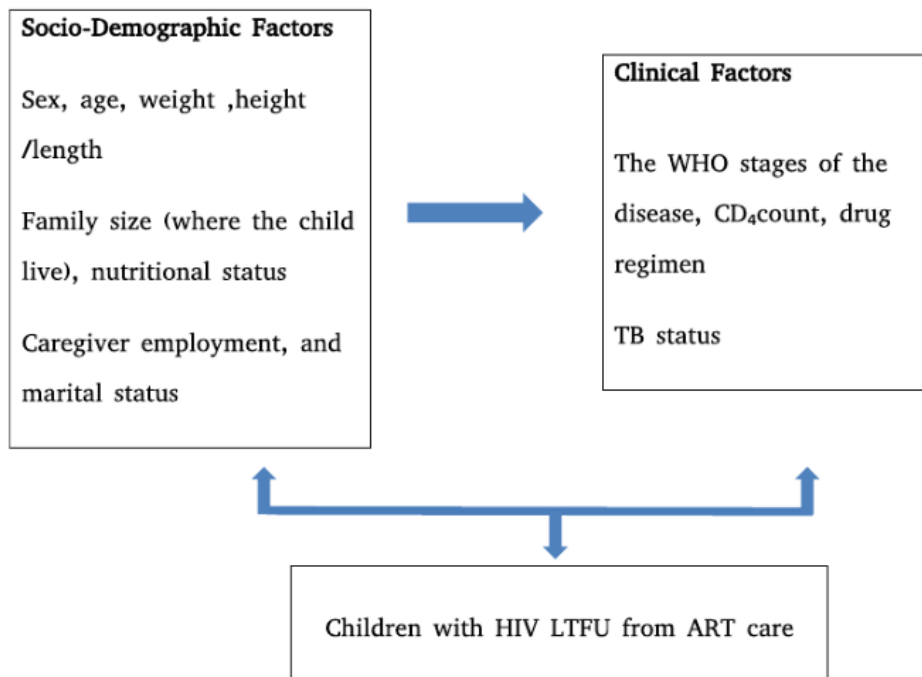 Socio-Demographic Factors
Sex, age, weight ,height
/length
Family size (where the child
live), nutritional status
Caregiver employment, and
marital status
Clinical Factors
The WHO stages of the
disease, CD₄count, drug
regimen
TB status
Children with HIV LTFU from ART care